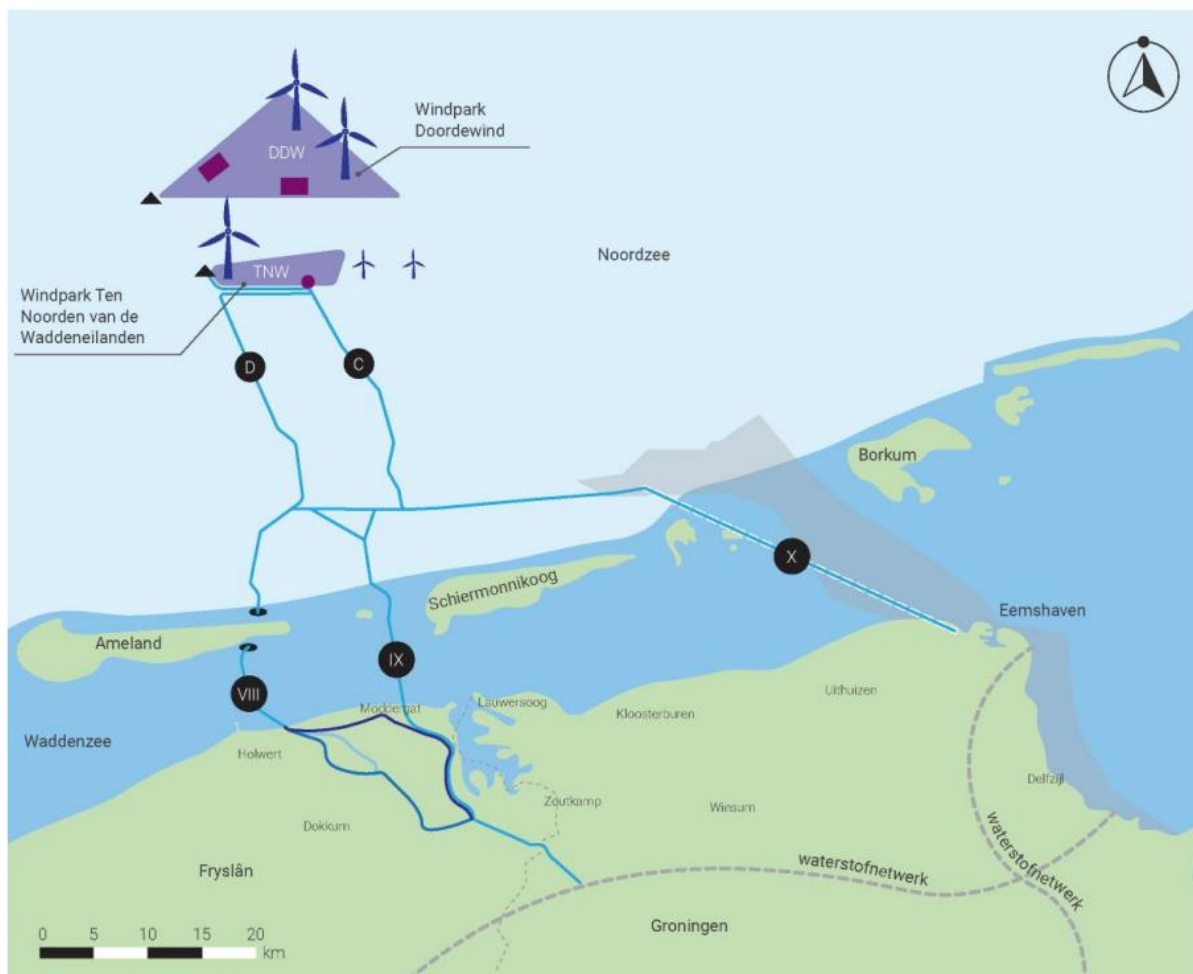 Windpark
Doordewind
DDW
Noordzee
TNW
Windpark Ten
Noorden van de
Waddeneilanden
D
C
Borkum
X
Schiermonnikoog
Eemshaven
Ameland
IX
VIII
Uithuizen
Lauwersoog
Moddergat
Kloosterburen
Waddenzee
Holwert
Delfzijl
Zoutkamp
Winsum
Dokkum
waterstofnetwerk
waterstofnetwerk
Fryslân
Groningen
0 5 10 15 20
km